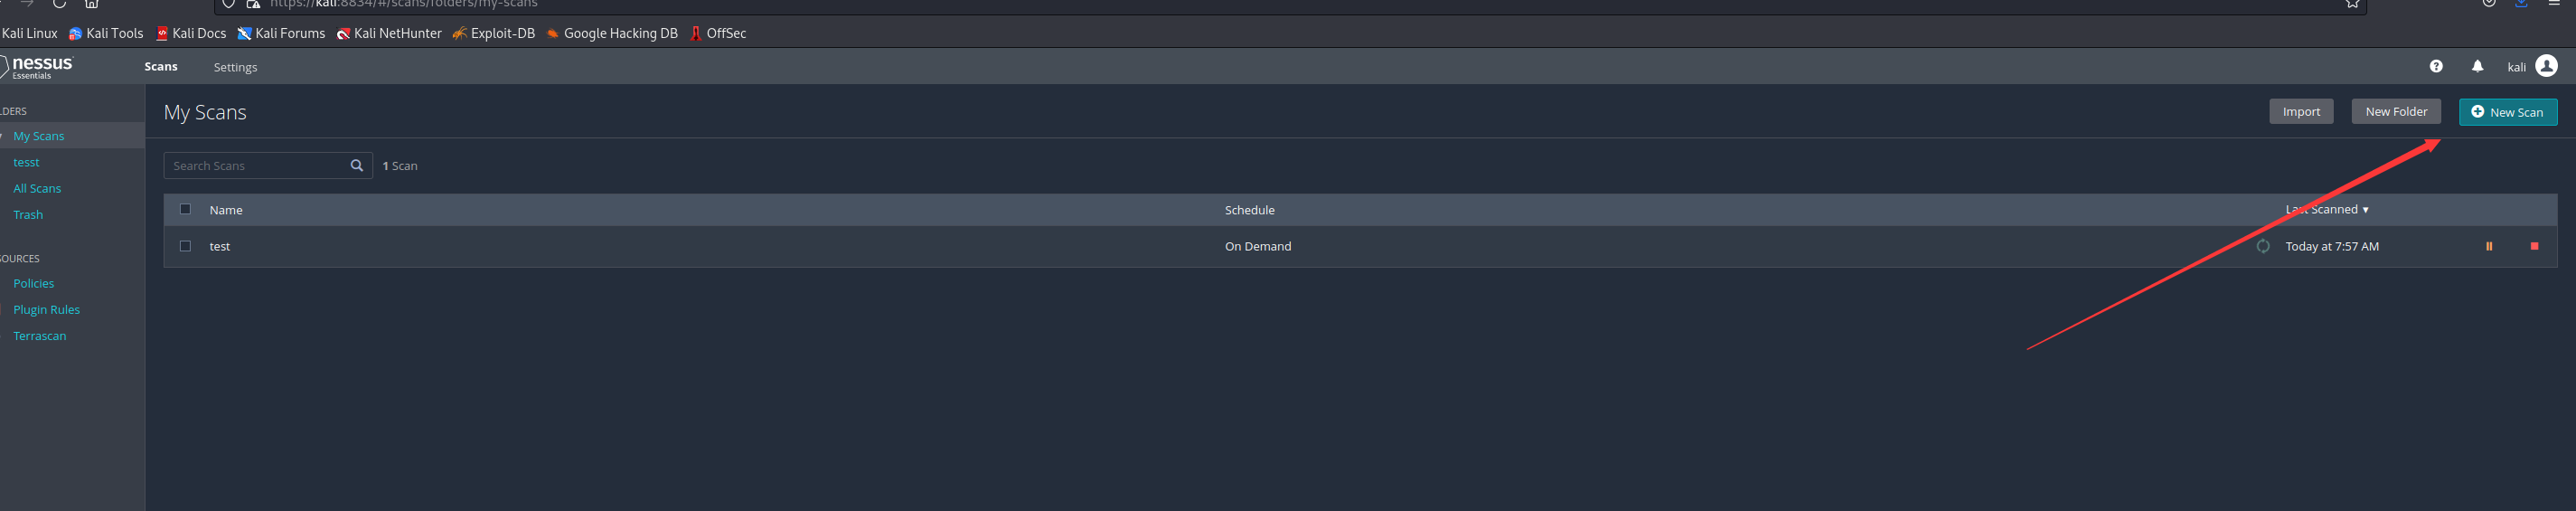 https://kali:8834/#/scans/folders/my-scans
Kali Linux Kali Tools Kali Docs Kali Forums Kali NetHunter Exploit-DB Google Hacking DB OffSec
nessus Essentials Scans Settings kali
LDERS
My Scans Import New Folder New Scan
My Scans
tesst
Search Scans 1 Scan
All Scans
Trash
Name Schedule Last Scanned
test On Demand Today at 7:57 AM
SOURCES
Policies
Plugin Rules
Terrascan